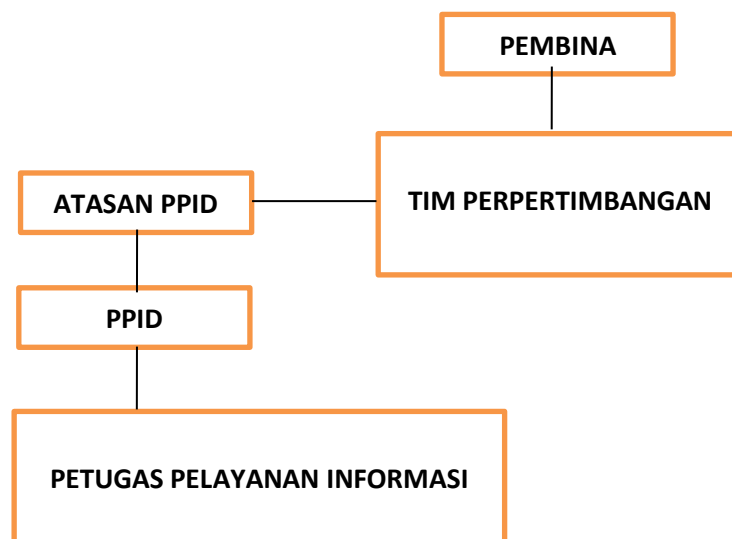 PEMBINA
TIM PERPERTIMBANGAN
ATASAN PPID
PPID
PETUGAS PELAYANAN INFORMASI